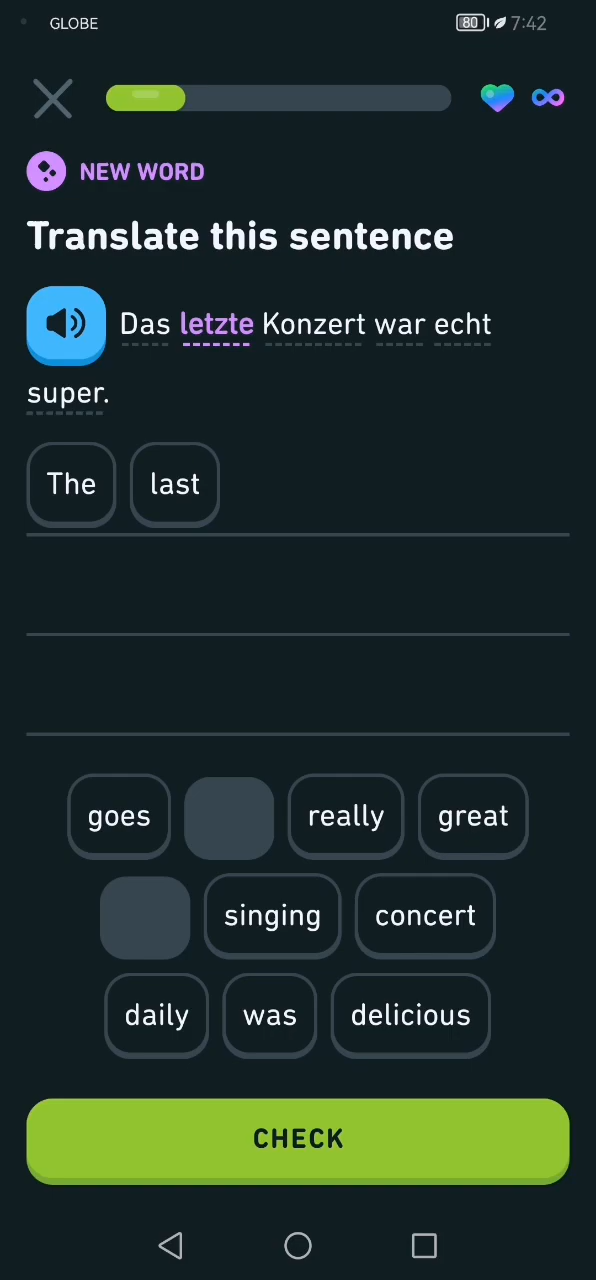 GLOBE 80 7:42
NEW WORD
Translate this sentence
Das letzte Konzert war echt
super.
The last
goes really great
singing concert
daily was delicious
CHECK